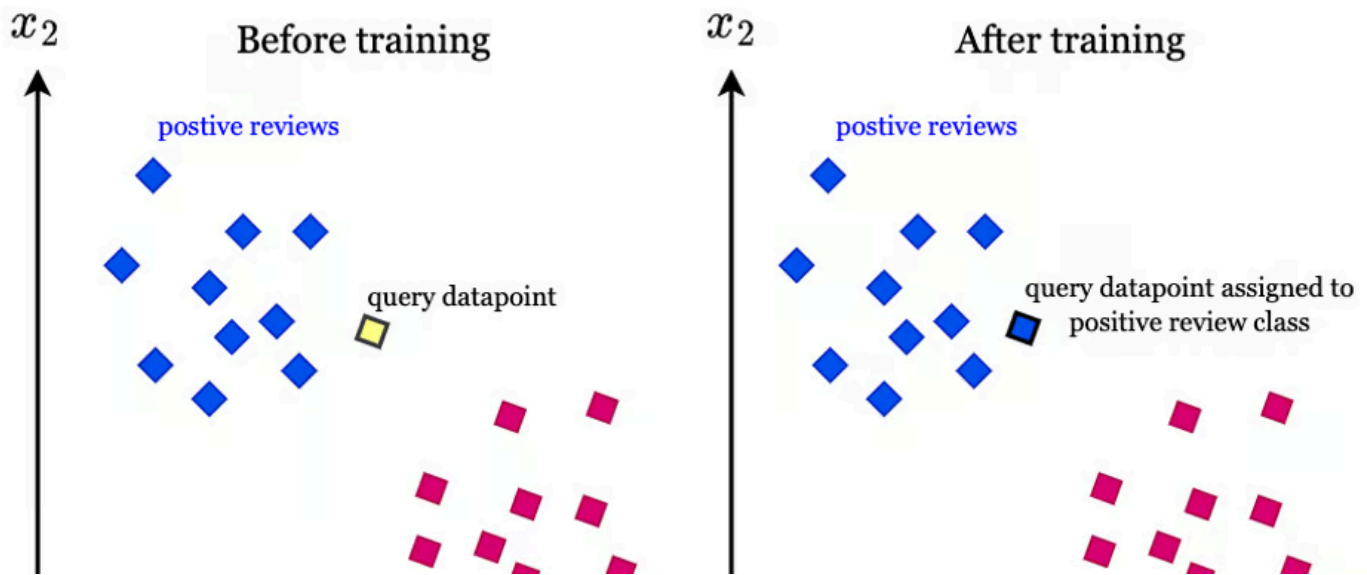 x2
Before training
postive reviews
query datapoint
x2
After training
postive reviews
query datapoint assigned to
positive review class